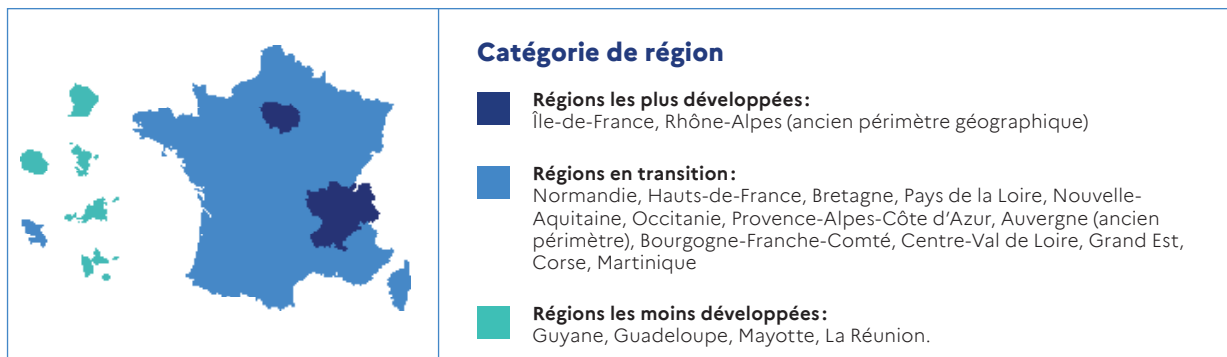 Catégorie de région
Régions les plus développées:
Île-de-France, Rhône-Alpes (ancien périmètre géographique)
Régions en transition:
Normandie, Hauts-de-France, Bretagne, Pays de la Loire, Nouvelle-
Aquitaine, Occitanie, Provence-Alpes-Côte d'Azur, Auvergne (ancien
périmètre), Bourgogne-Franche-Comté, Centre-Val de Loire, Grand Est,
Corse, Martinique
Régions les moins développées:
Guyane, Guadeloupe, Mayotte, La Réunion.